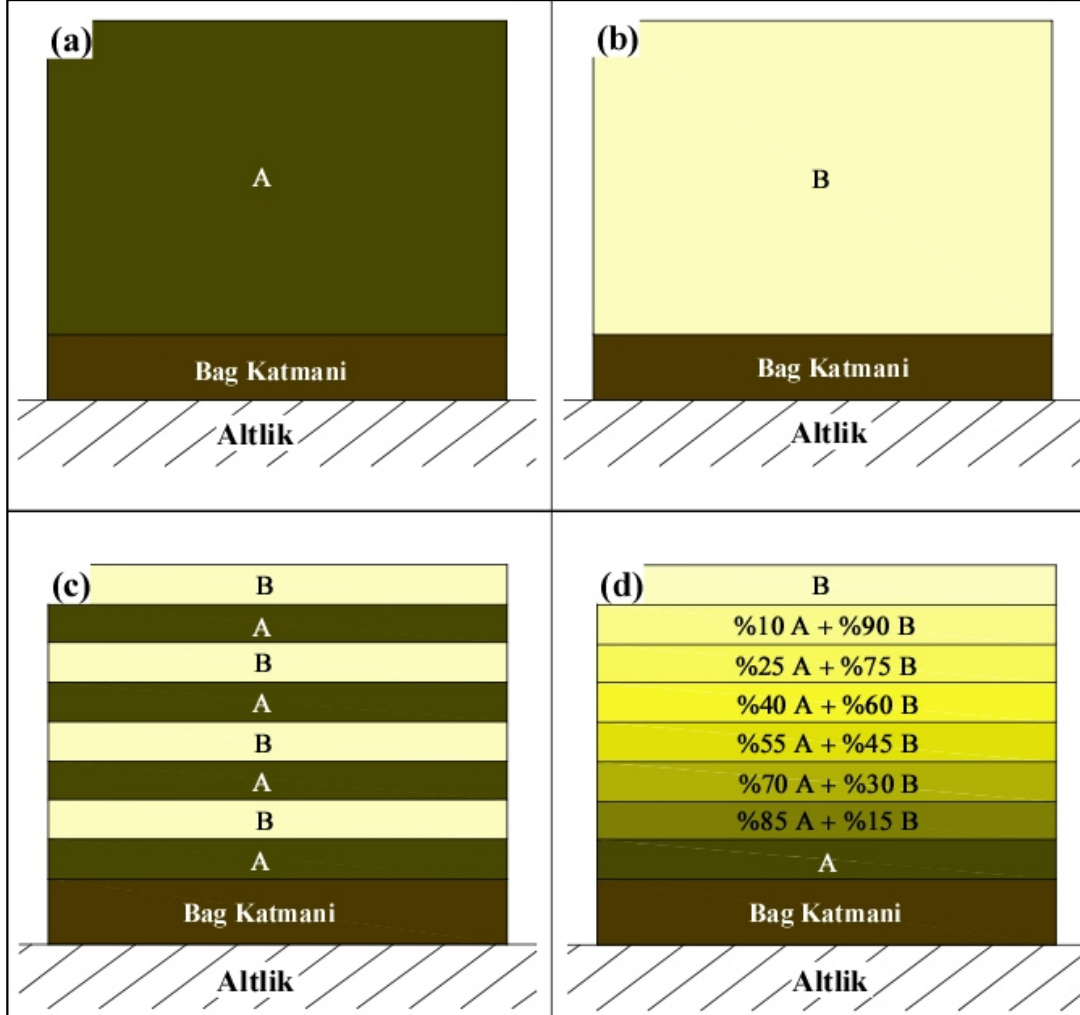 (a)
A
Bag Katmani
Altlik
(b)
B
Bag Katmani
Altlik
(c)
B
A
B
A
B
A
B
A
Bag Katmani
Altlik
(d)
B
%10 A + %90 B
%25 A + %75 B
%40 A + %60 B
%55 A + %45 B
%70 A + %30 B
%85 A + %15 B
A
Bag Katmani
Altlik